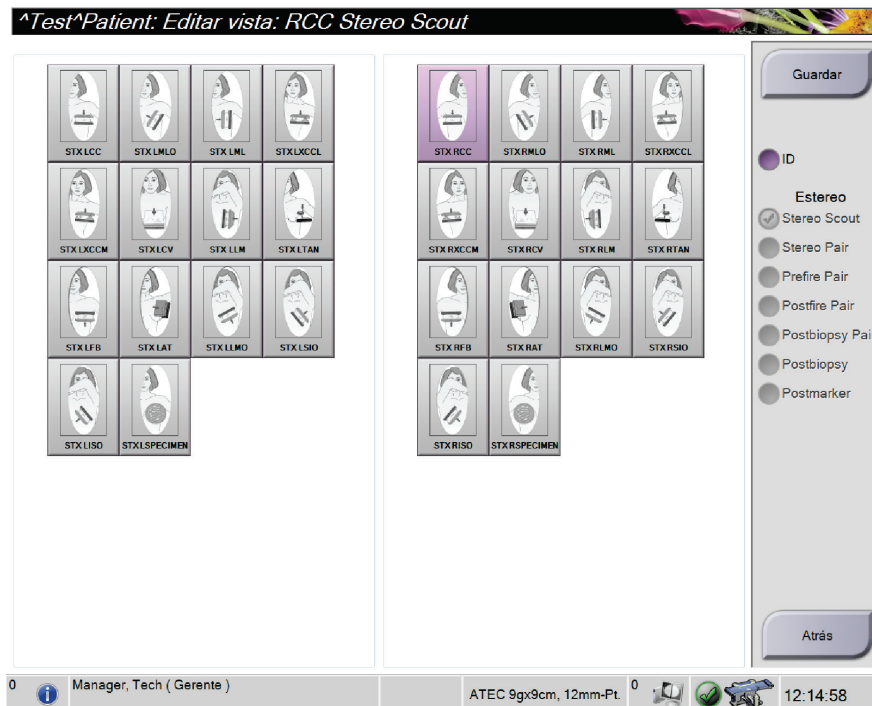 ^Test^Patient: Editar vista: RCC Stereo Scout
STX LCC STX LMLO STX LML STX LXCCL
STX LXCCM STX LCV STX LLM STX LTAN
STX LFB STX LAT STX LLMO STX LSIO
STX LISO STX LSPECIMEN
STX RCC STX RMLO STX RML STX RXCCL
STX RXCCM STX RCV STX RLM STX RTAN
STX RFB STX RAT STX RLMO STX RSIO
STX RISO STX RSPECIMEN
Guardar
ID
Estereo
Stereo Scout
Stereo Pair
Prefire Pair
Postfire Pair
Postbiopsy Pai
Postbiopsy
Postmarker
Atrás
0 Manager, Tech ( Gerente ) ATEC 9gx9cm, 12mm-Pt. 0 12:14:58